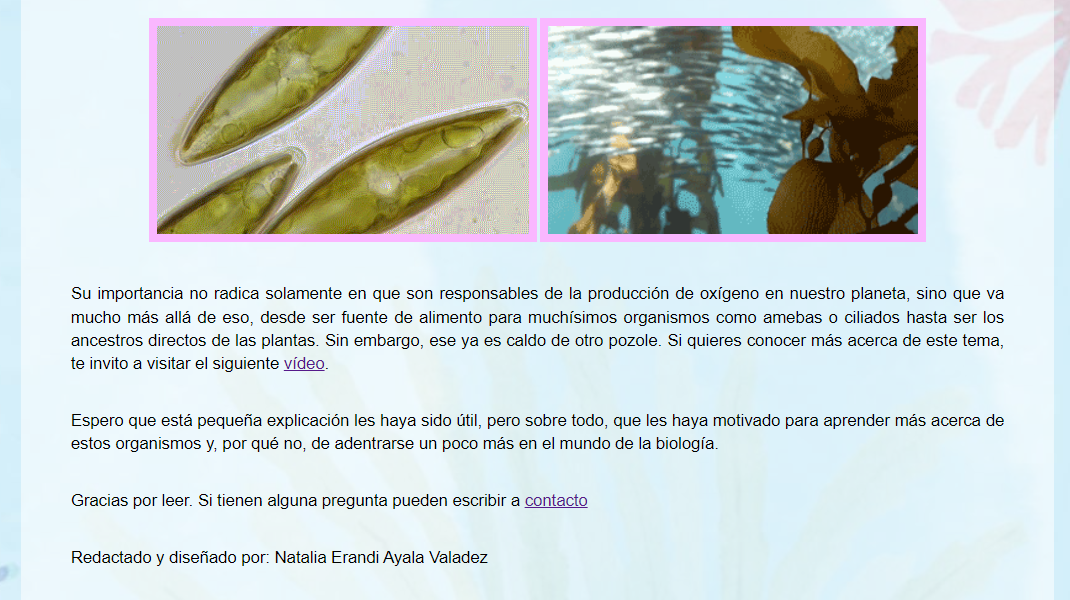 Su importancia no radica solamente en que son responsables de la producción de oxígeno en nuestro planeta, sino que va
mucho más allá de eso, desde ser fuente de alimento para muchísimos organismos como amebas o ciliados hasta ser los
ancestros directos de las plantas. Sin embargo, ese ya es caldo de otro pozole. Si quieres conocer más acerca de este tema,
te invito a visitar el siguiente vídeo.
Espero que está pequeña explicación les haya sido útil, pero sobre todo, que les haya motivado para aprender más acerca de
estos organismos y, por qué no, de adentrarse un poco más en el mundo de la biología.
Gracias por leer. Si tienen alguna pregunta pueden escribir a contacto
Redactado y diseñado por: Natalia Erandi Ayala Valadez